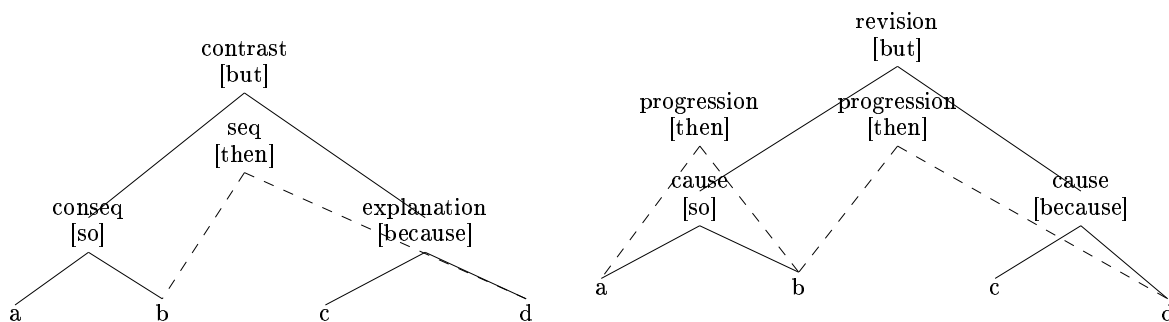 contrast
[but]
seq
[then]
conseq
[so]
explanation
[because]
a b c d
revision
[but]
progression
[then]
progression
[then]
cause
[so]
cause
[because]
a b c d